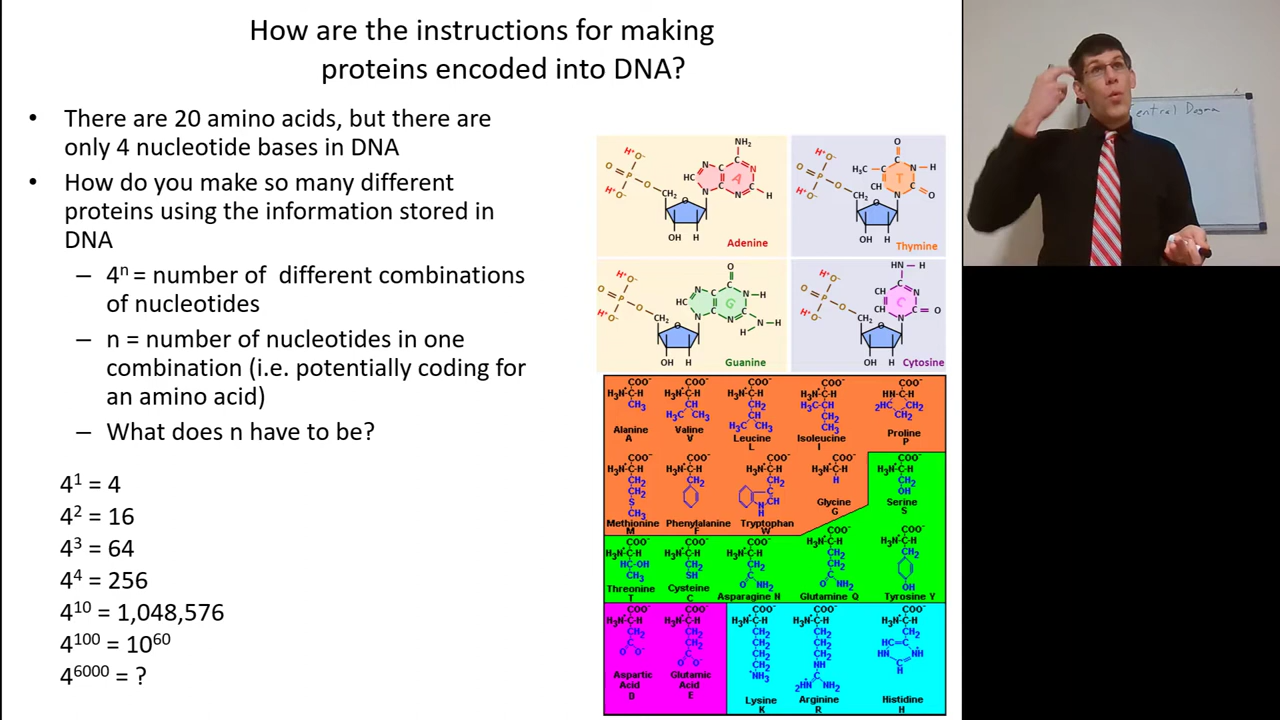 How are the instructions for making
proteins encoded into DNA?
• There are 20 amino acids, but there are
only 4 nucleotide bases in DNA
• How do you make so many different
proteins using the information stored in
DNA
– 4ⁿ = number of different combinations
of nucleotides
– n = number of nucleotides in one
combination (i.e. potentially coding for
an amino acid)
– What does n have to be?
4¹ = 4
4² = 16
4³ = 64
4⁴ = 256
4¹⁰ = 1,048,576
4¹⁰⁰ = 10⁶⁰
4⁶⁰⁰⁰ = ?
Adenine
Thymine
Guanine
Cytosine
A
T
G
C
Alanine
A
Valine
V
Leucine
L
Isoleucine
I
Proline
P
Methionine
M
Phenylalanine
F
Tryptophan
W
Glycine
G
Serine
S
Threonine
T
Cysteine
C
Asparagine N
Glutamine Q
Tyrosine Y
Aspartic
Acid
D
Glutamic
Acid
E
Lysine
K
Arginine
R
Histidine
H
entral Dogma